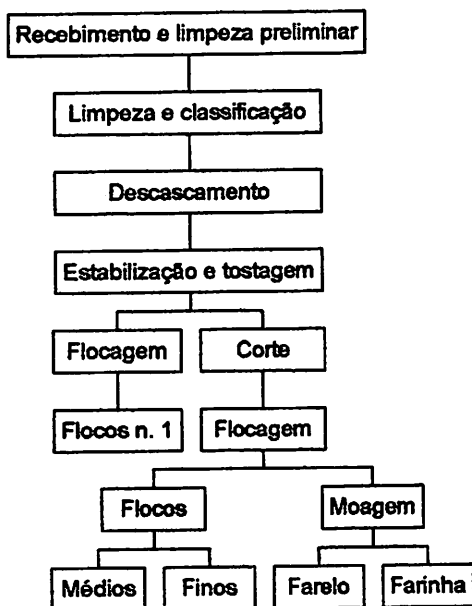 Recebimento e limpeza preliminar
Limpeza e classificação
Descascamento
Estabilização e tostagem
Flocagem
Corte
Flocos n. 1
Flocagem
Flocos
Moagem
Médios
Finos
Farelo
Farinha